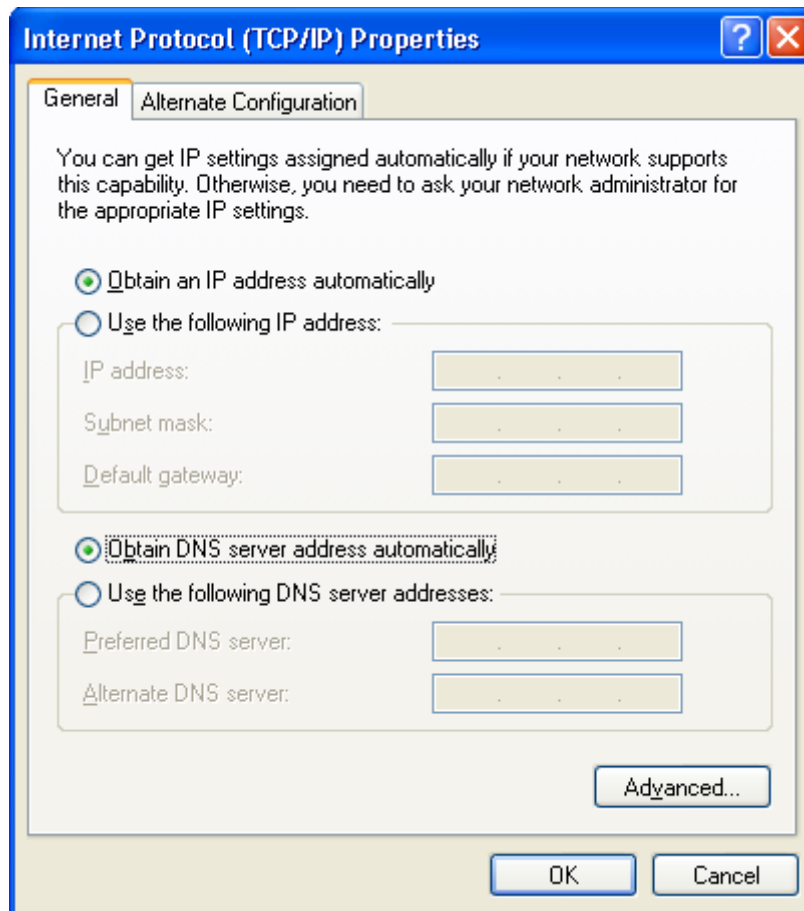 Internet Protocol (TCP/IP) Properties
General
Alternate Configuration
You can get IP settings assigned automatically if your network supports
this capability. Otherwise, you need to ask your network administrator for
the appropriate IP settings.
Obtain an IP address automatically
Use the following IP address:
IP address:
Subnet mask:
Default gateway:
Obtain DNS server address automatically
Use the following DNS server addresses:
Preferred DNS server:
Alternate DNS server:
Advanced...
OK
Cancel